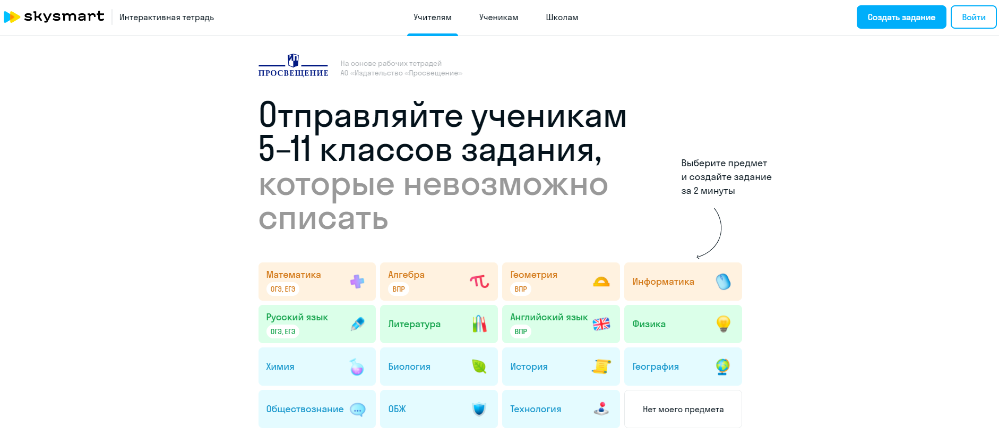 skysmart
Интерактивная тетрадь
Учителям
Ученикам
Школам
Создать задание
Войти
ПРОСВЕЩЕНИЕ
На основе рабочих тетрадей
АО «Издательство «Просвещение»
Отправляйте ученикам
5–11 классов задания,
которые невозможно
списать
Выберите предмет
и создайте задание
за 2 минуты
Математика
ОГЭ, ЕГЭ
Алгебра
ВПР
Геометрия
ВПР
Информатика
Русский язык
ОГЭ, ЕГЭ
Литература
Английский язык
ВПР
Физика
Химия
Биология
История
География
Обществознание
ОБЖ
Технология
Нет моего предмета